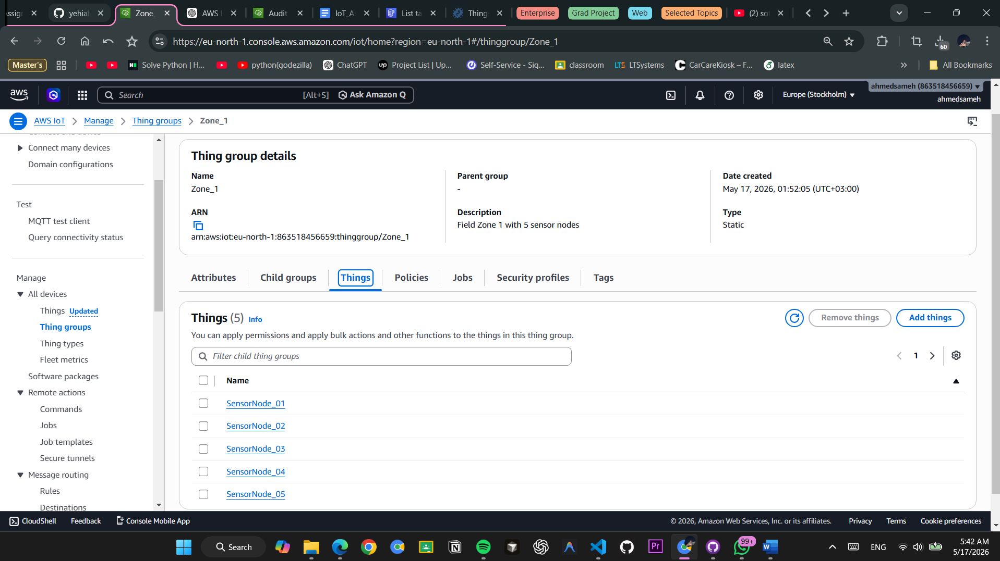 yehia
Zone_
AWS
Audit
IoT_A
List ta
Thing
Enterprise
Grad Project
Web
Selected Topics
(2) so
https://eu-north-1.console.aws.amazon.com/iot/home?region=eu-north-1#/thinggroup/Zone_1
60
Master's
Solve Python | H...
python(godezilla)
ChatGPT
Project List | Up...
Self-Service - Sig...
classroom
LTSystems
CarCareKiosk – F...
latex
All Bookmarks
aws
Search
[Alt+S]
Ask Amazon Q
Europe (Stockholm)
ahmedsameh (863518456659)
ahmedsameh
AWS IoT
Manage
Thing groups
Zone_1
Connect one device
Connect many devices
Domain configurations
Test
MQTT test client
Query connectivity status
Manage
All devices
Things Updated
Thing groups
Thing types
Fleet metrics
Software packages
Remote actions
Commands
Jobs
Job templates
Secure tunnels
Message routing
Rules
Destinations
Thing group details
Name
Zone_1
ARN
arn:aws:iot:eu-north-1:863518456659:thinggroup/Zone_1
Parent group
-
Description
Field Zone 1 with 5 sensor nodes
Date created
May 17, 2026, 01:52:05 (UTC+03:00)
Type
Static
Attributes
Child groups
Things
Policies
Jobs
Security profiles
Tags
Things (5) Info
Remove things
Add things
You can apply permissions and apply bulk actions and other functions to the things in this thing group.
Filter child thing groups
1
Name
SensorNode_01
SensorNode_02
SensorNode_03
SensorNode_04
SensorNode_05
CloudShell
Feedback
Console Mobile App
© 2026, Amazon Web Services, Inc. or its affiliates.
Privacy
Terms
Cookie preferences
Search
Pr
99+
W
ENG
5:42 AM
5/17/2026